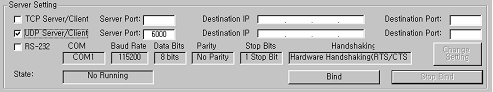 Server Setting
TCP Server/Client Server Port: Destination IP . . . Destination Port:
UDP Server/Client Server Port: 6000 Destination IP . . . Destination Port:
RS-232 COM Baud Rate Data Bits Parity Stop Bits Handshaking
COM1 115200 8 bits No Parity 1 Stop Bit Hardware Handshaking(RTS/CTS
Change Setting
State: No Running Bind Stop Bind